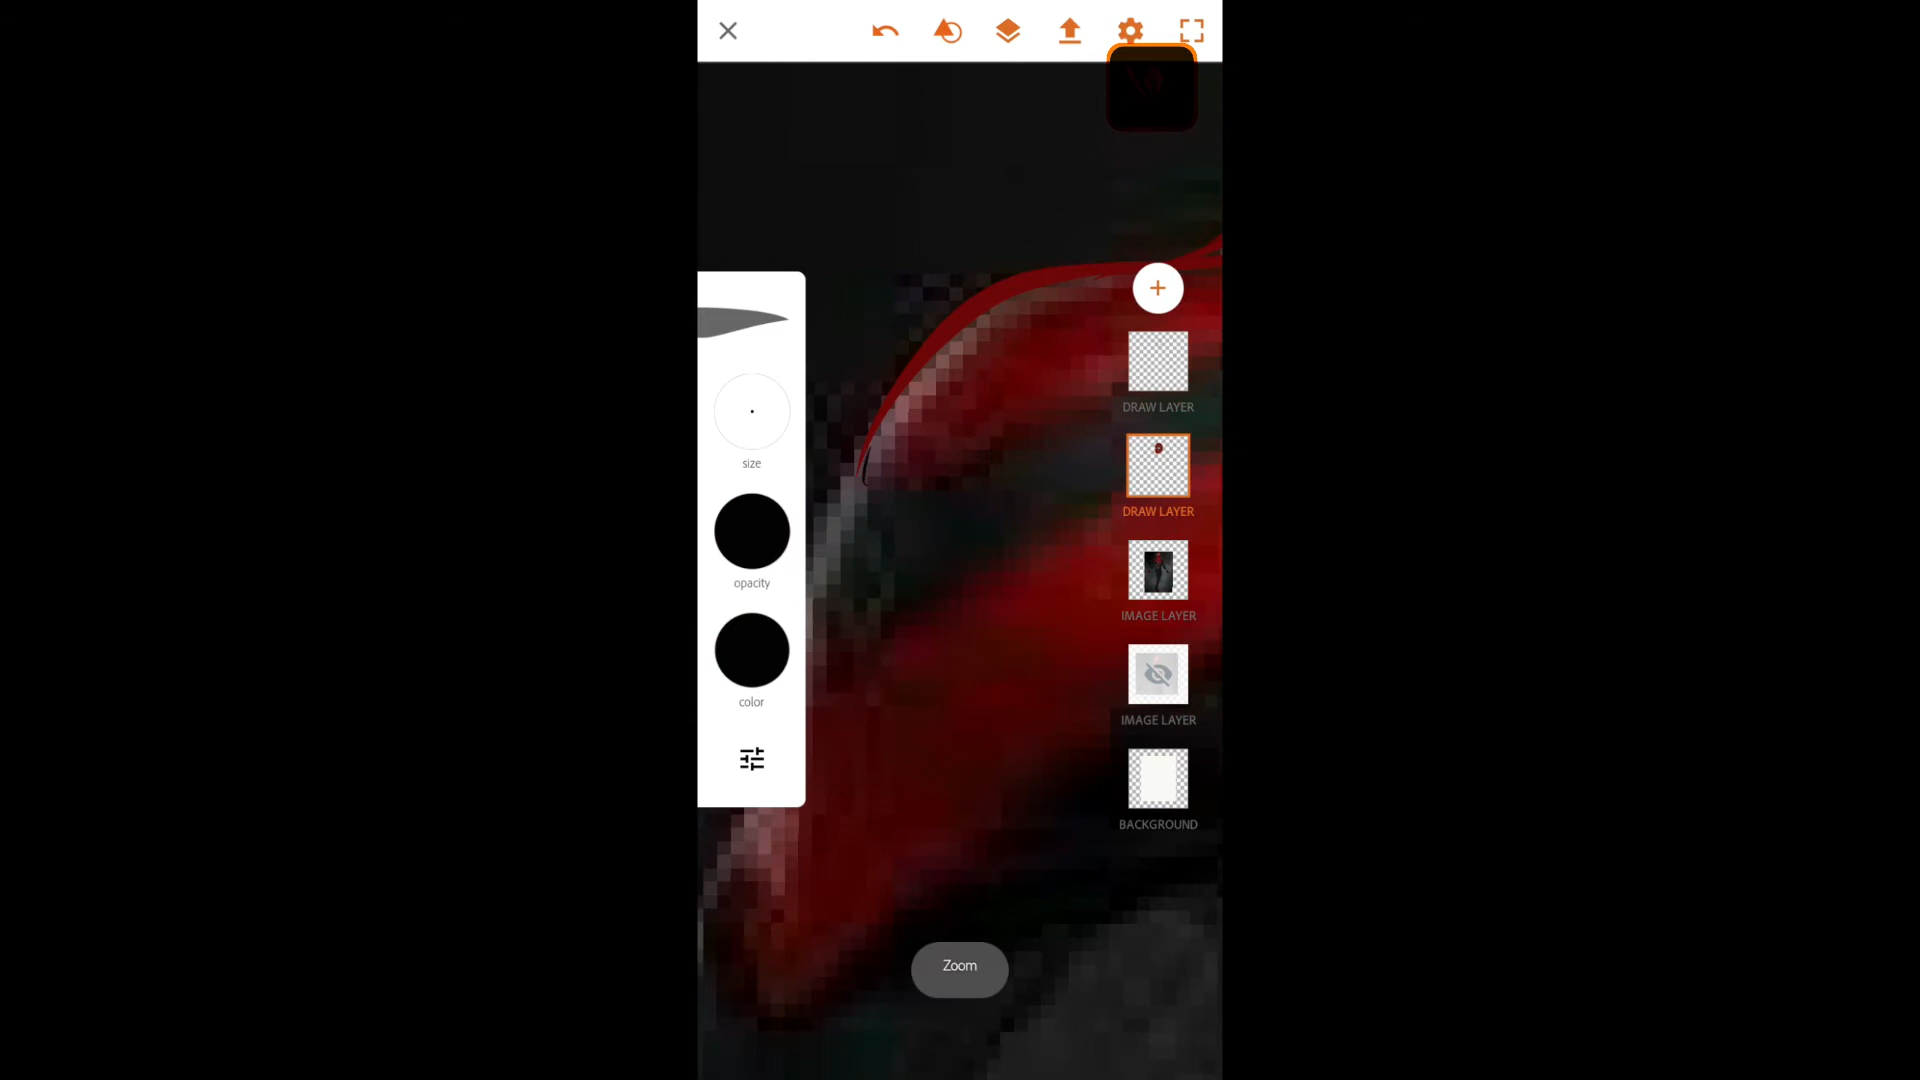 size
opacity
color
DRAW LAYER
DRAW LAYER
IMAGE LAYER
IMAGE LAYER
BACKGROUND
Zoom